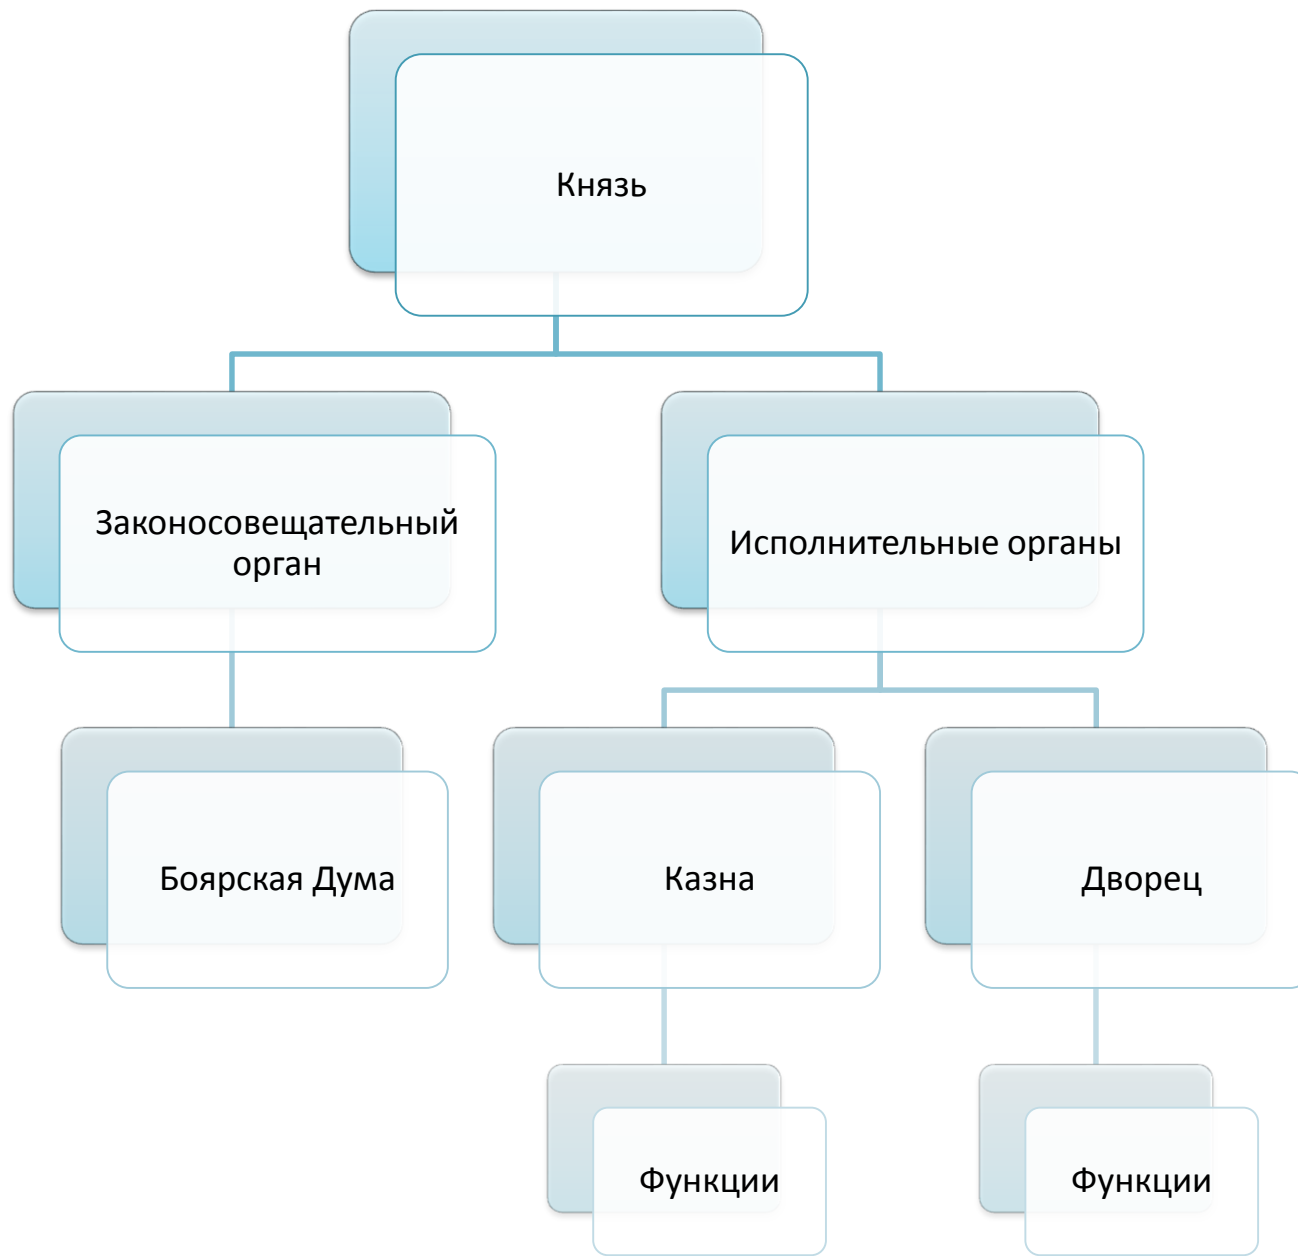 Князь
Законосовещательный
орган
Исполнительные органы
Боярская Дума
Казна
Дворец
Функции
Функции